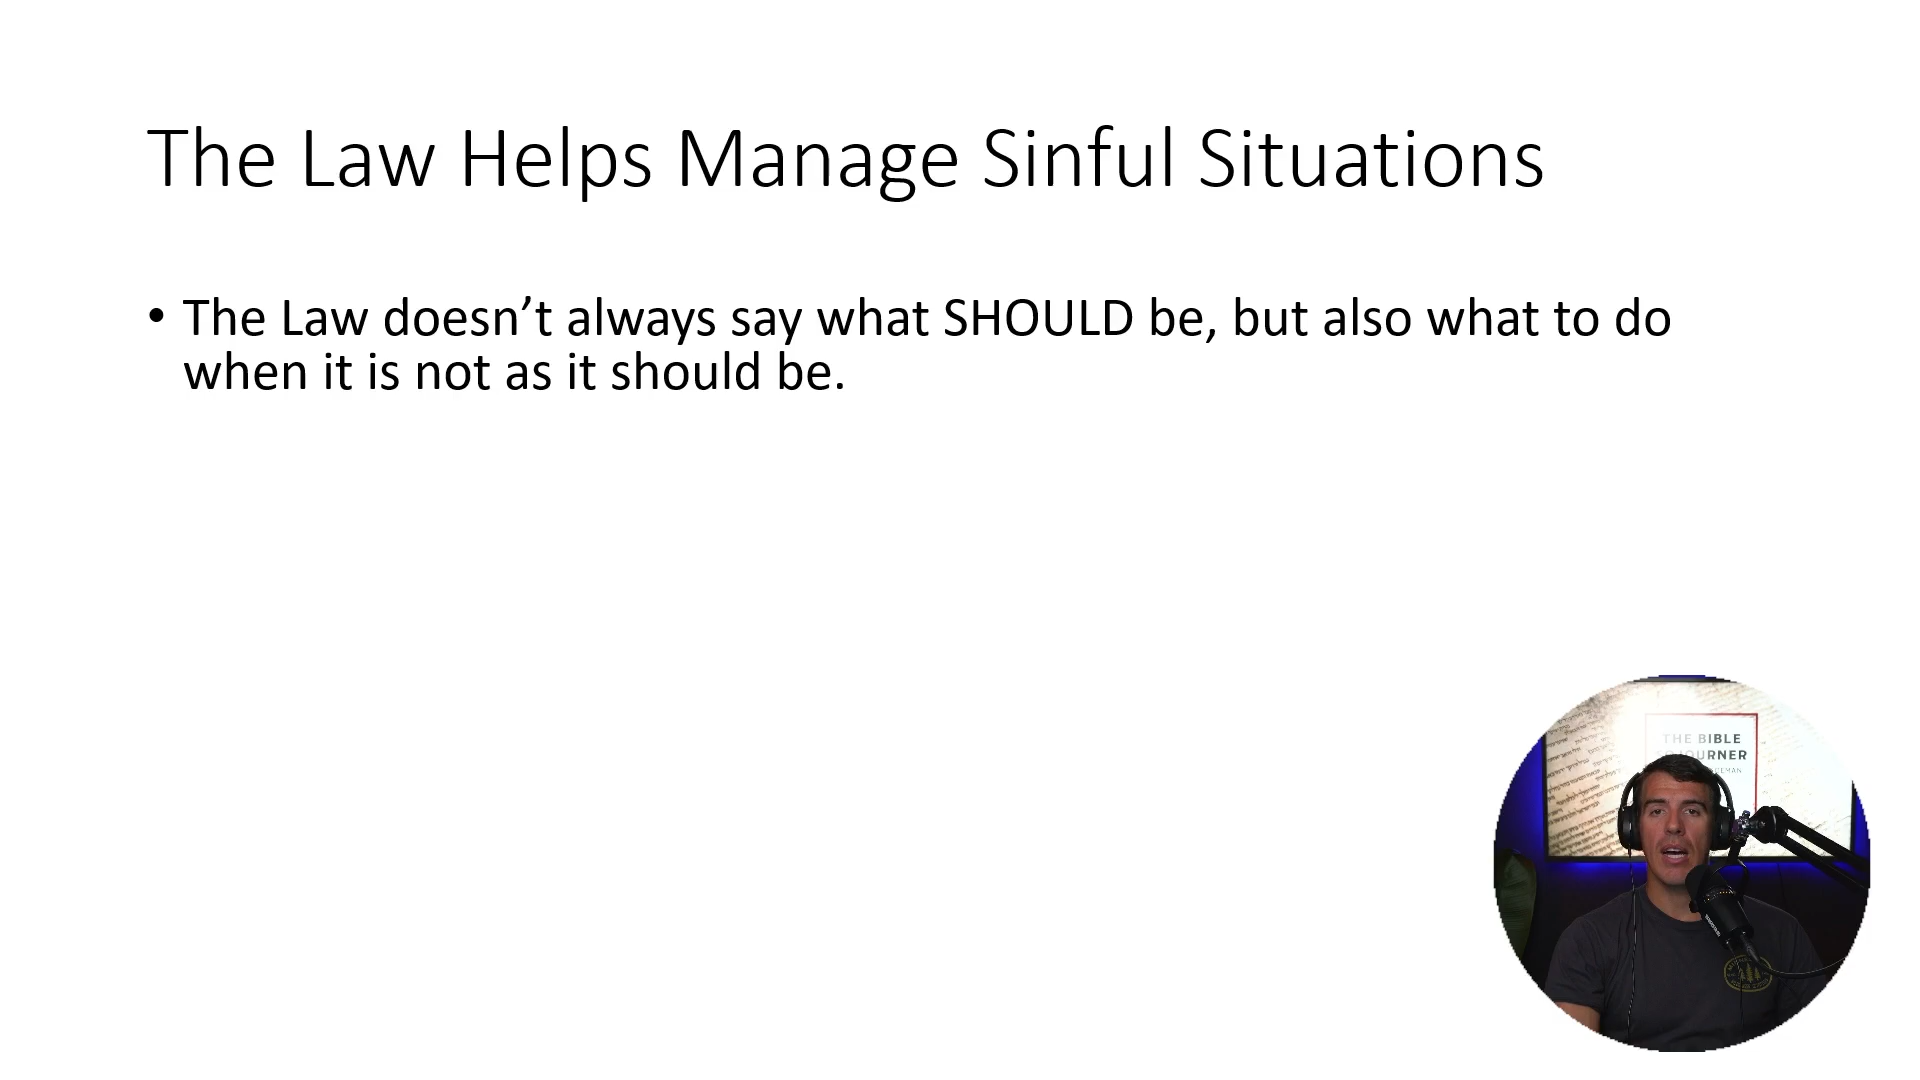 The Law Helps Manage Sinful Situations
• The Law doesn’t always say what SHOULD be, but also what to do
when it is not as it should be.
THE BIBLE